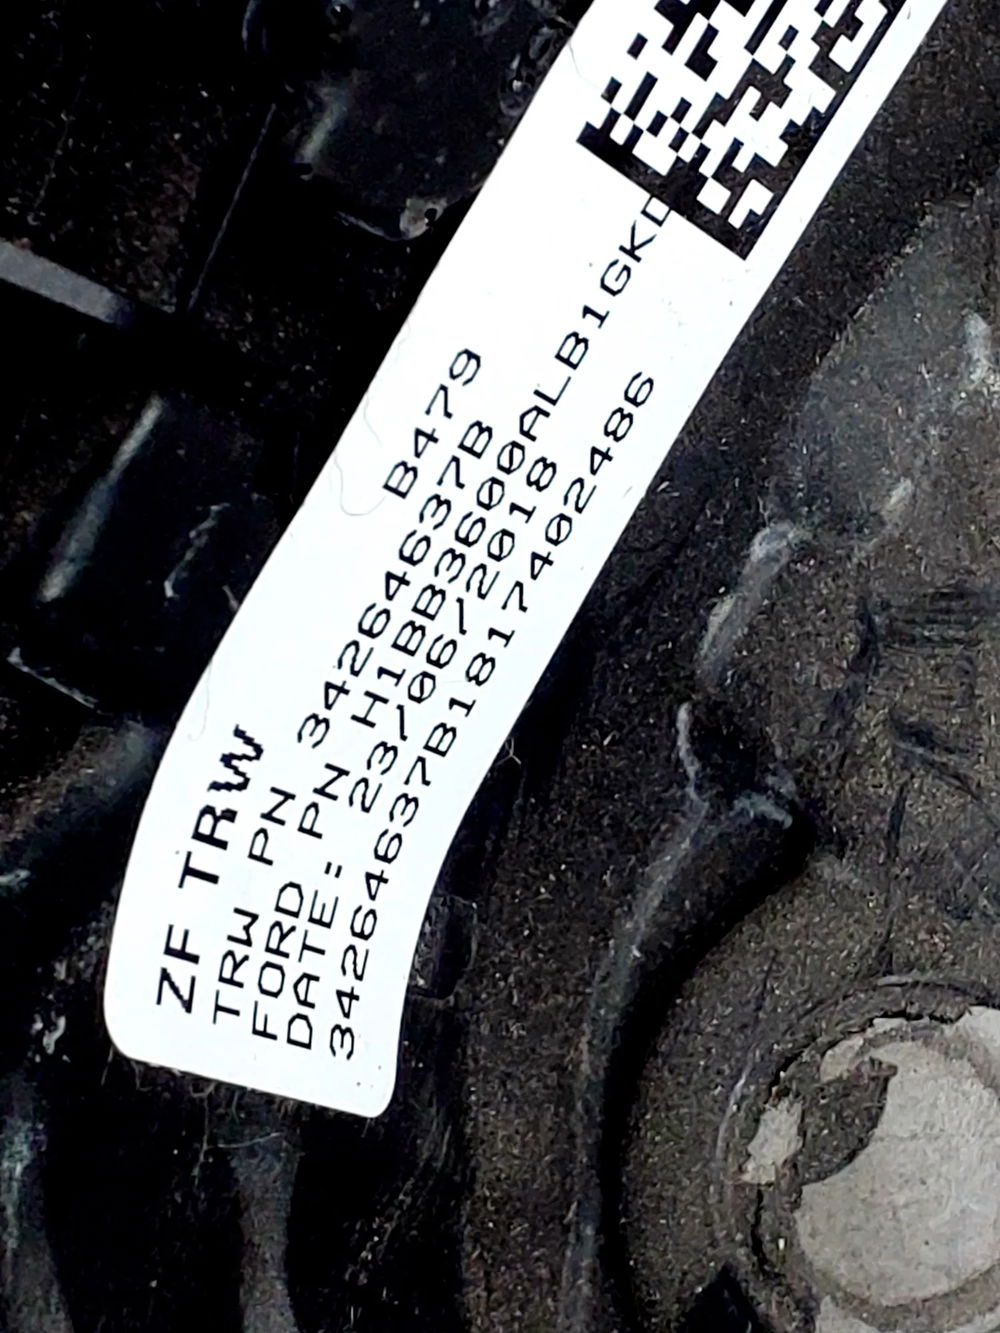 ZF TRW B479
TRW PN 34264637B
FORD PN H1BB3600ALB1GKD
DATE: 23/06/2018
34264637B1817402486